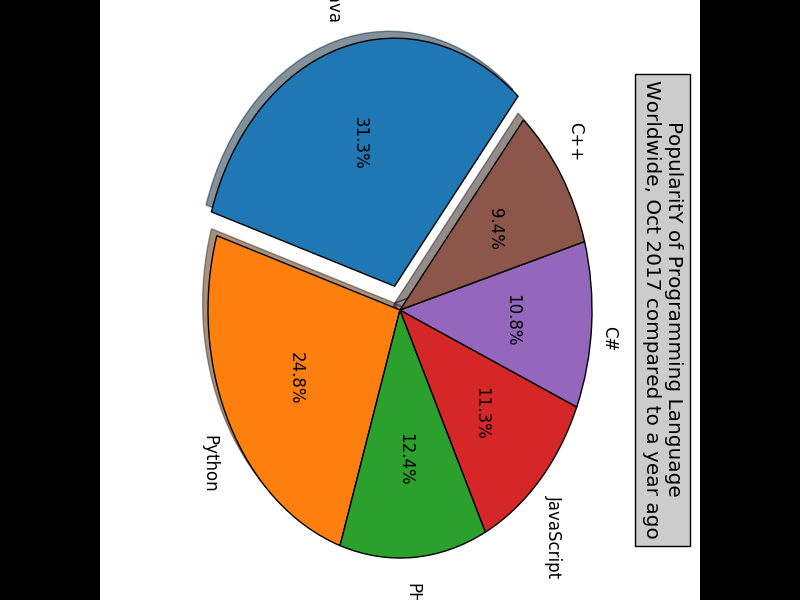 PopularitY of Programming Language
Worldwide, Oct 2017 compared to a year ago
C++
C#
JavaScript
Python
9.4%
10.8%
11.3%
31.3%
12.4%
24.8%